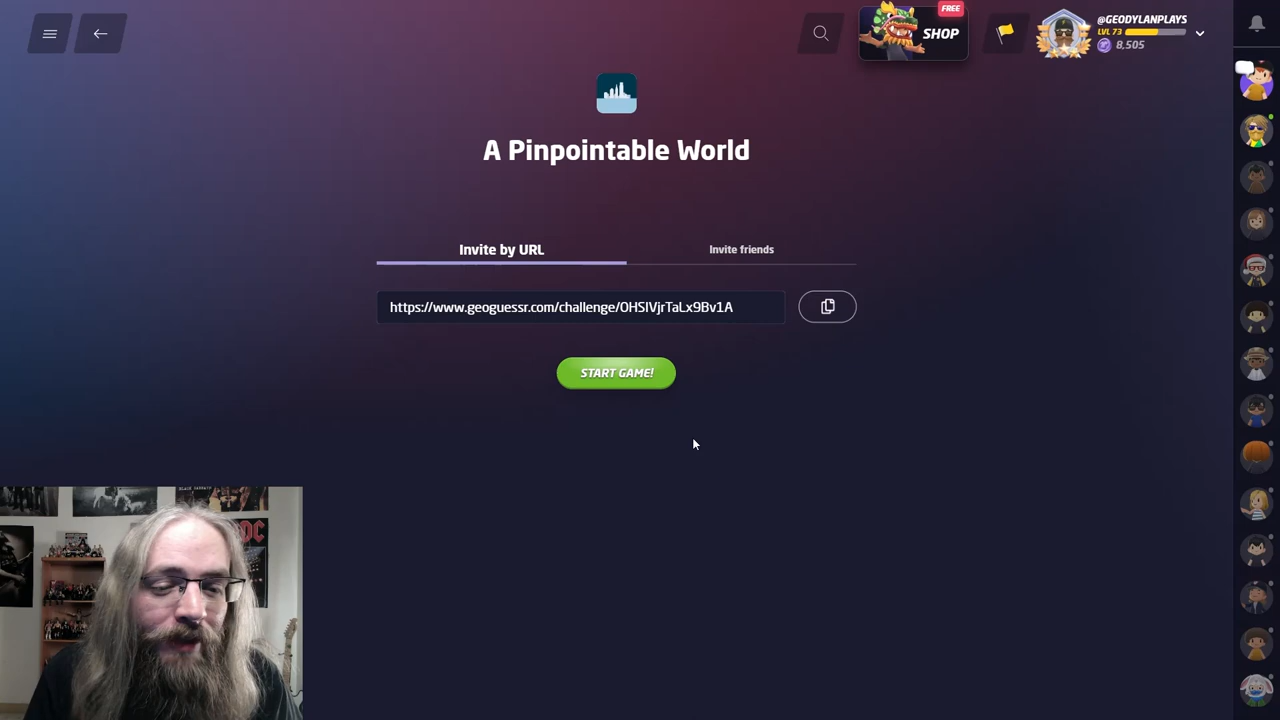 FREE
SHOP
@GEODYLANPLAYS
LVL 73
8,505
A Pinpointable World
Invite by URL
Invite friends
https://www.geoguessr.com/challenge/OHSIVjrTaLx9Bv1A
START GAME!